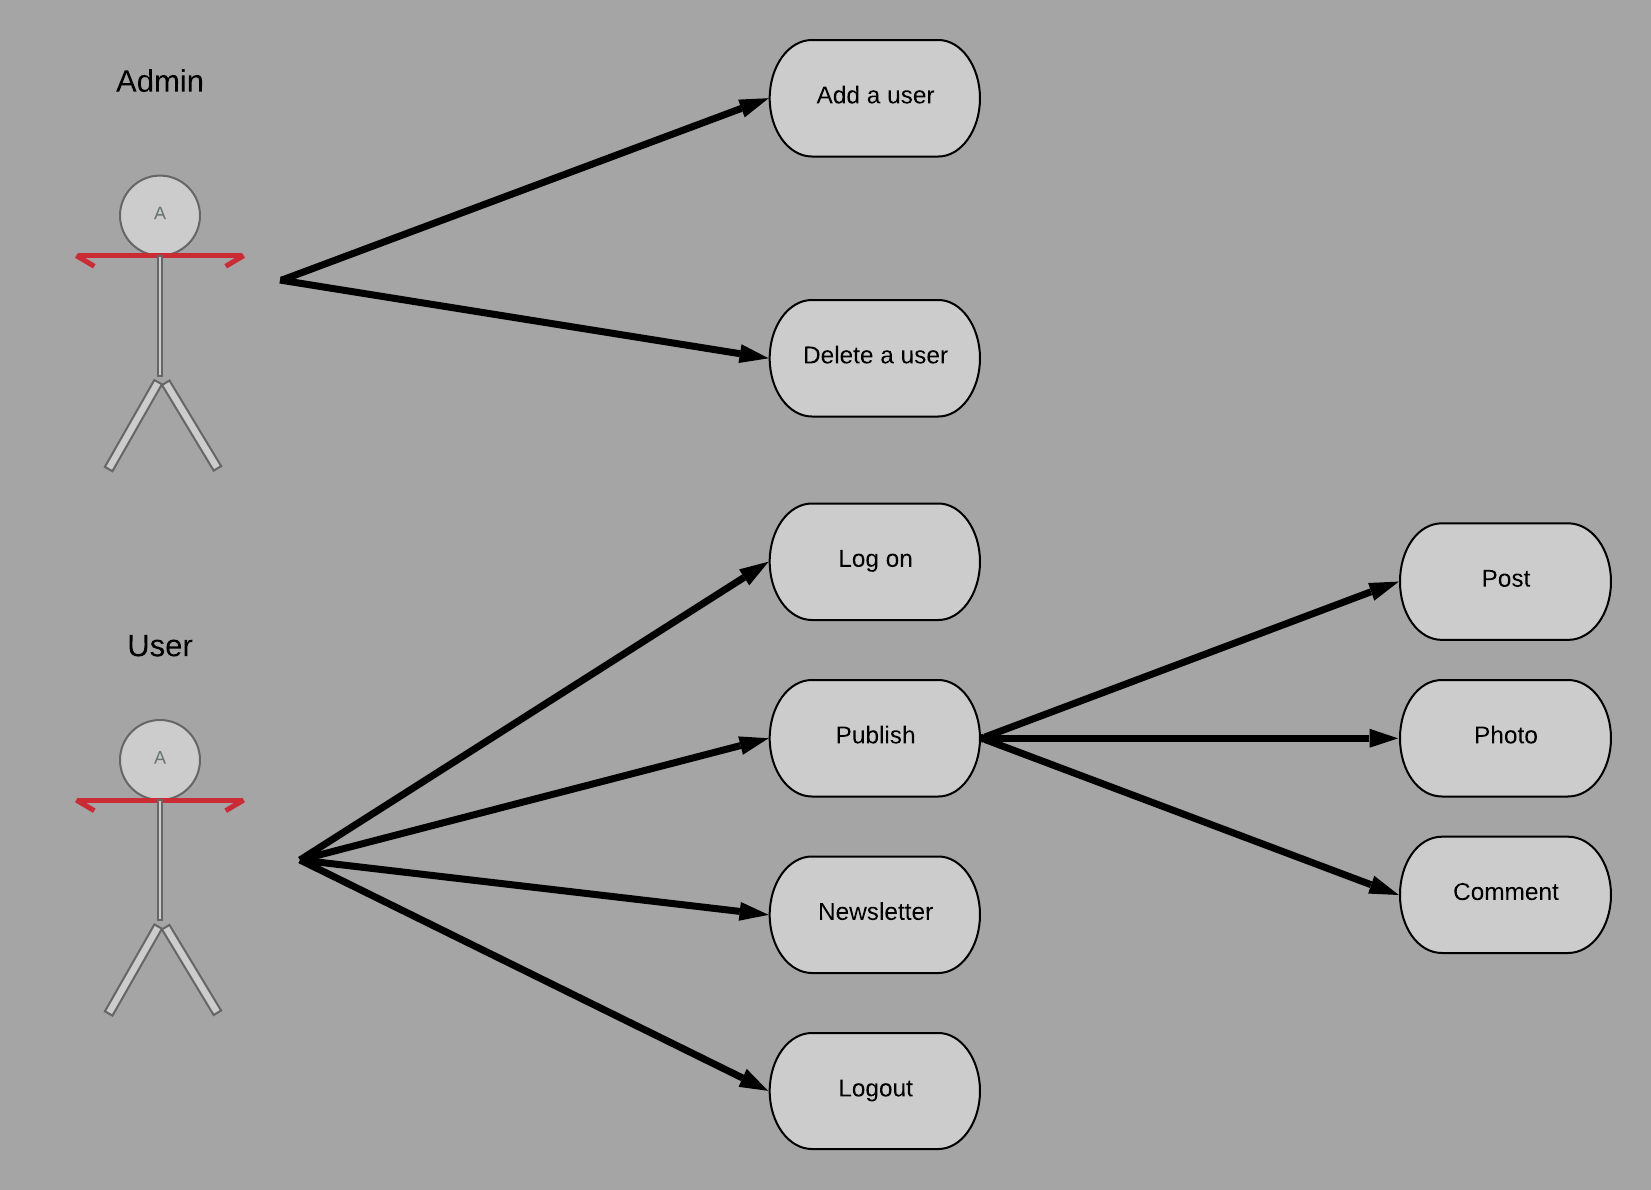 Admin
A
Add a user
Delete a user
User
A
Log on
Publish
Newsletter
Logout
Post
Photo
Comment